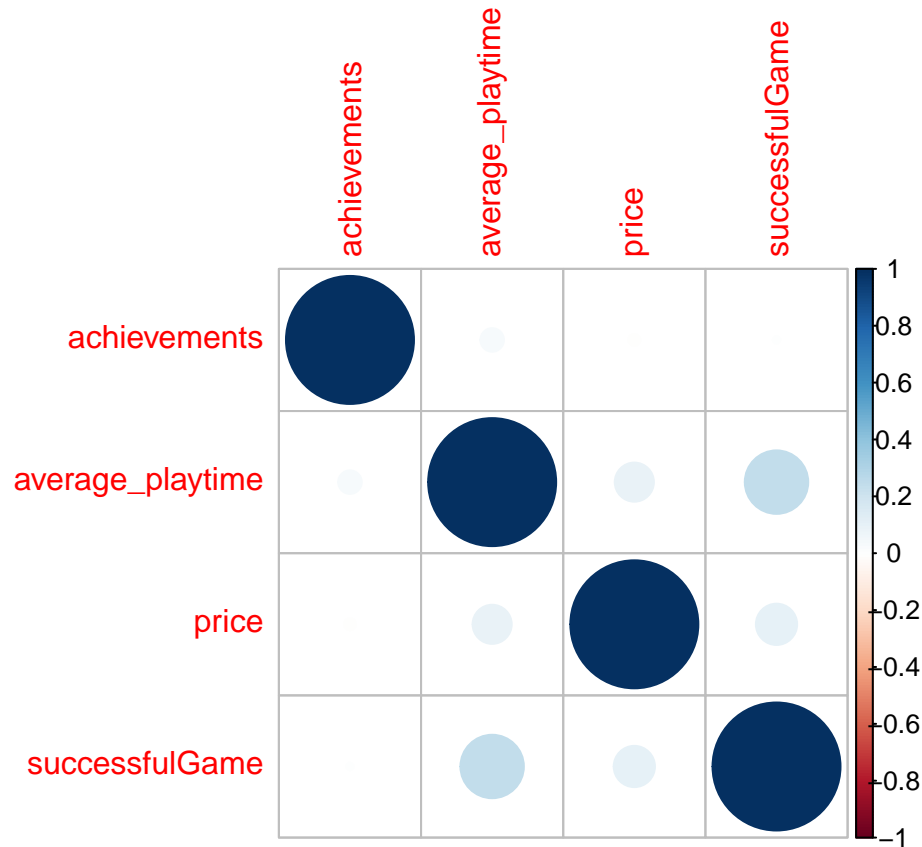 achievements
average_playtime
price
successfulGame
achievements
average_playtime
price
successfulGame
1
0.8
0.6
0.4
0.2
0
−0.2
−0.4
−0.6
−0.8
−1